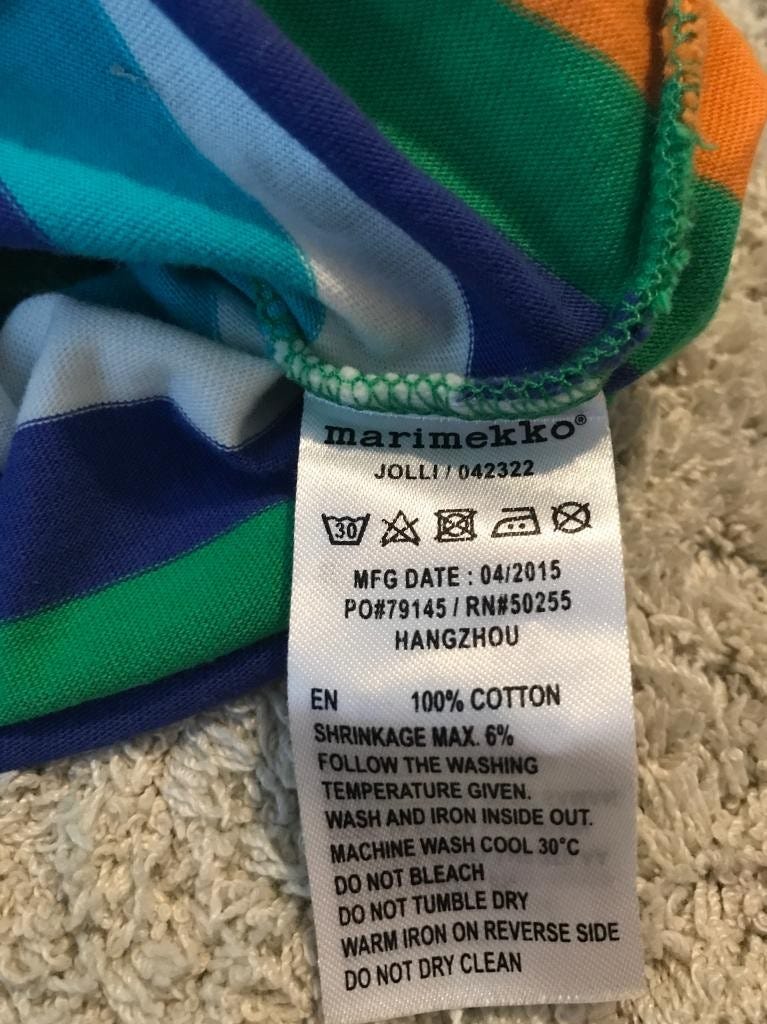 marimekko®
JOLLI / 042322
30
MFG DATE : 04/2015
PO#79145 / RN#50255
HANGZHOU
EN 100% COTTON
SHRINKAGE MAX. 6%
FOLLOW THE WASHING
TEMPERATURE GIVEN.
WASH AND IRON INSIDE OUT.
MACHINE WASH COOL 30°C
DO NOT BLEACH
DO NOT TUMBLE DRY
WARM IRON ON REVERSE SIDE
DO NOT DRY CLEAN